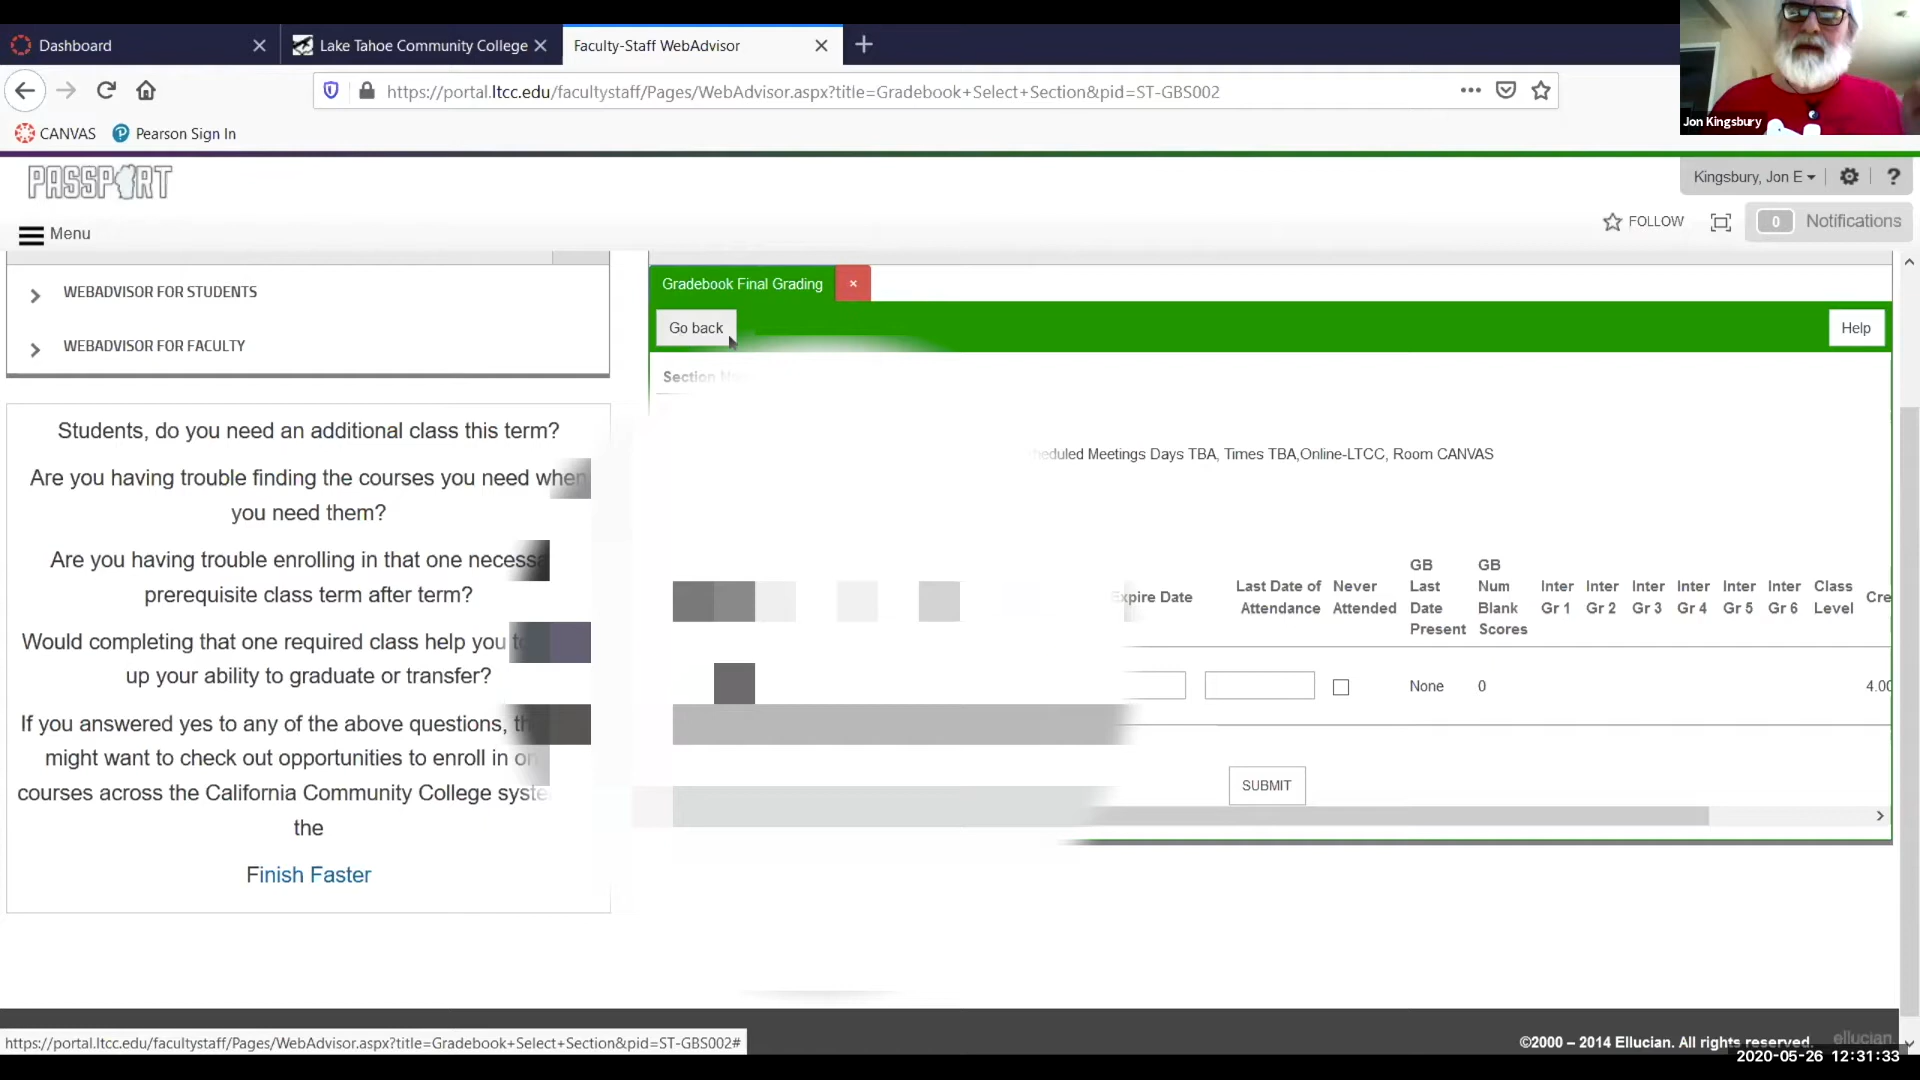 Dashboard
Lake Tahoe Community College
Faculty-Staff WebAdvisor
https://portal.ltcc.edu/facultystaff/Pages/WebAdvisor.aspx?title=Gradebook+Select+Section&pid=ST-GBS002
CANVAS
Pearson Sign In
Jon Kingsbury
PASSPORT
Kingsbury, Jon E
?
Menu
FOLLOW
0
Notifications
WEBADVISOR FOR STUDENTS
WEBADVISOR FOR FACULTY
Students, do you need an additional class this term?
Are you having trouble finding the courses you need when
you need them?
Are you having trouble enrolling in that one
prerequisite class term after term?
Would completing that one required class help you
up your ability to graduate or transfer?
If you answered yes to any of the above questions,
might want to check out opportunities to enroll in
courses across the California Community College
the
Finish Faster
Gradebook Final Grading
×
Go back
Help
Section
Meetings Days TBA, Times TBA,Online-LTCC, Room CANVAS
Expire Date
Last Date of
Attendance
Never
Attended
GB
Last
Date
Present
GB
Num
Blank
Scores
Inter
Gr 1
Inter
Gr 2
Inter
Gr 3
Inter
Gr 4
Inter
Gr 5
Inter
Gr 6
Class
Level
Cre
None
0
4.00
SUBMIT
https://portal.ltcc.edu/facultystaff/Pages/WebAdvisor.aspx?title=Gradebook+Select+Section&pid=ST-GBS002#
©2000 – 2014 Ellucian. All rights reserved.
ellucian
2020-05-26 12:31:33